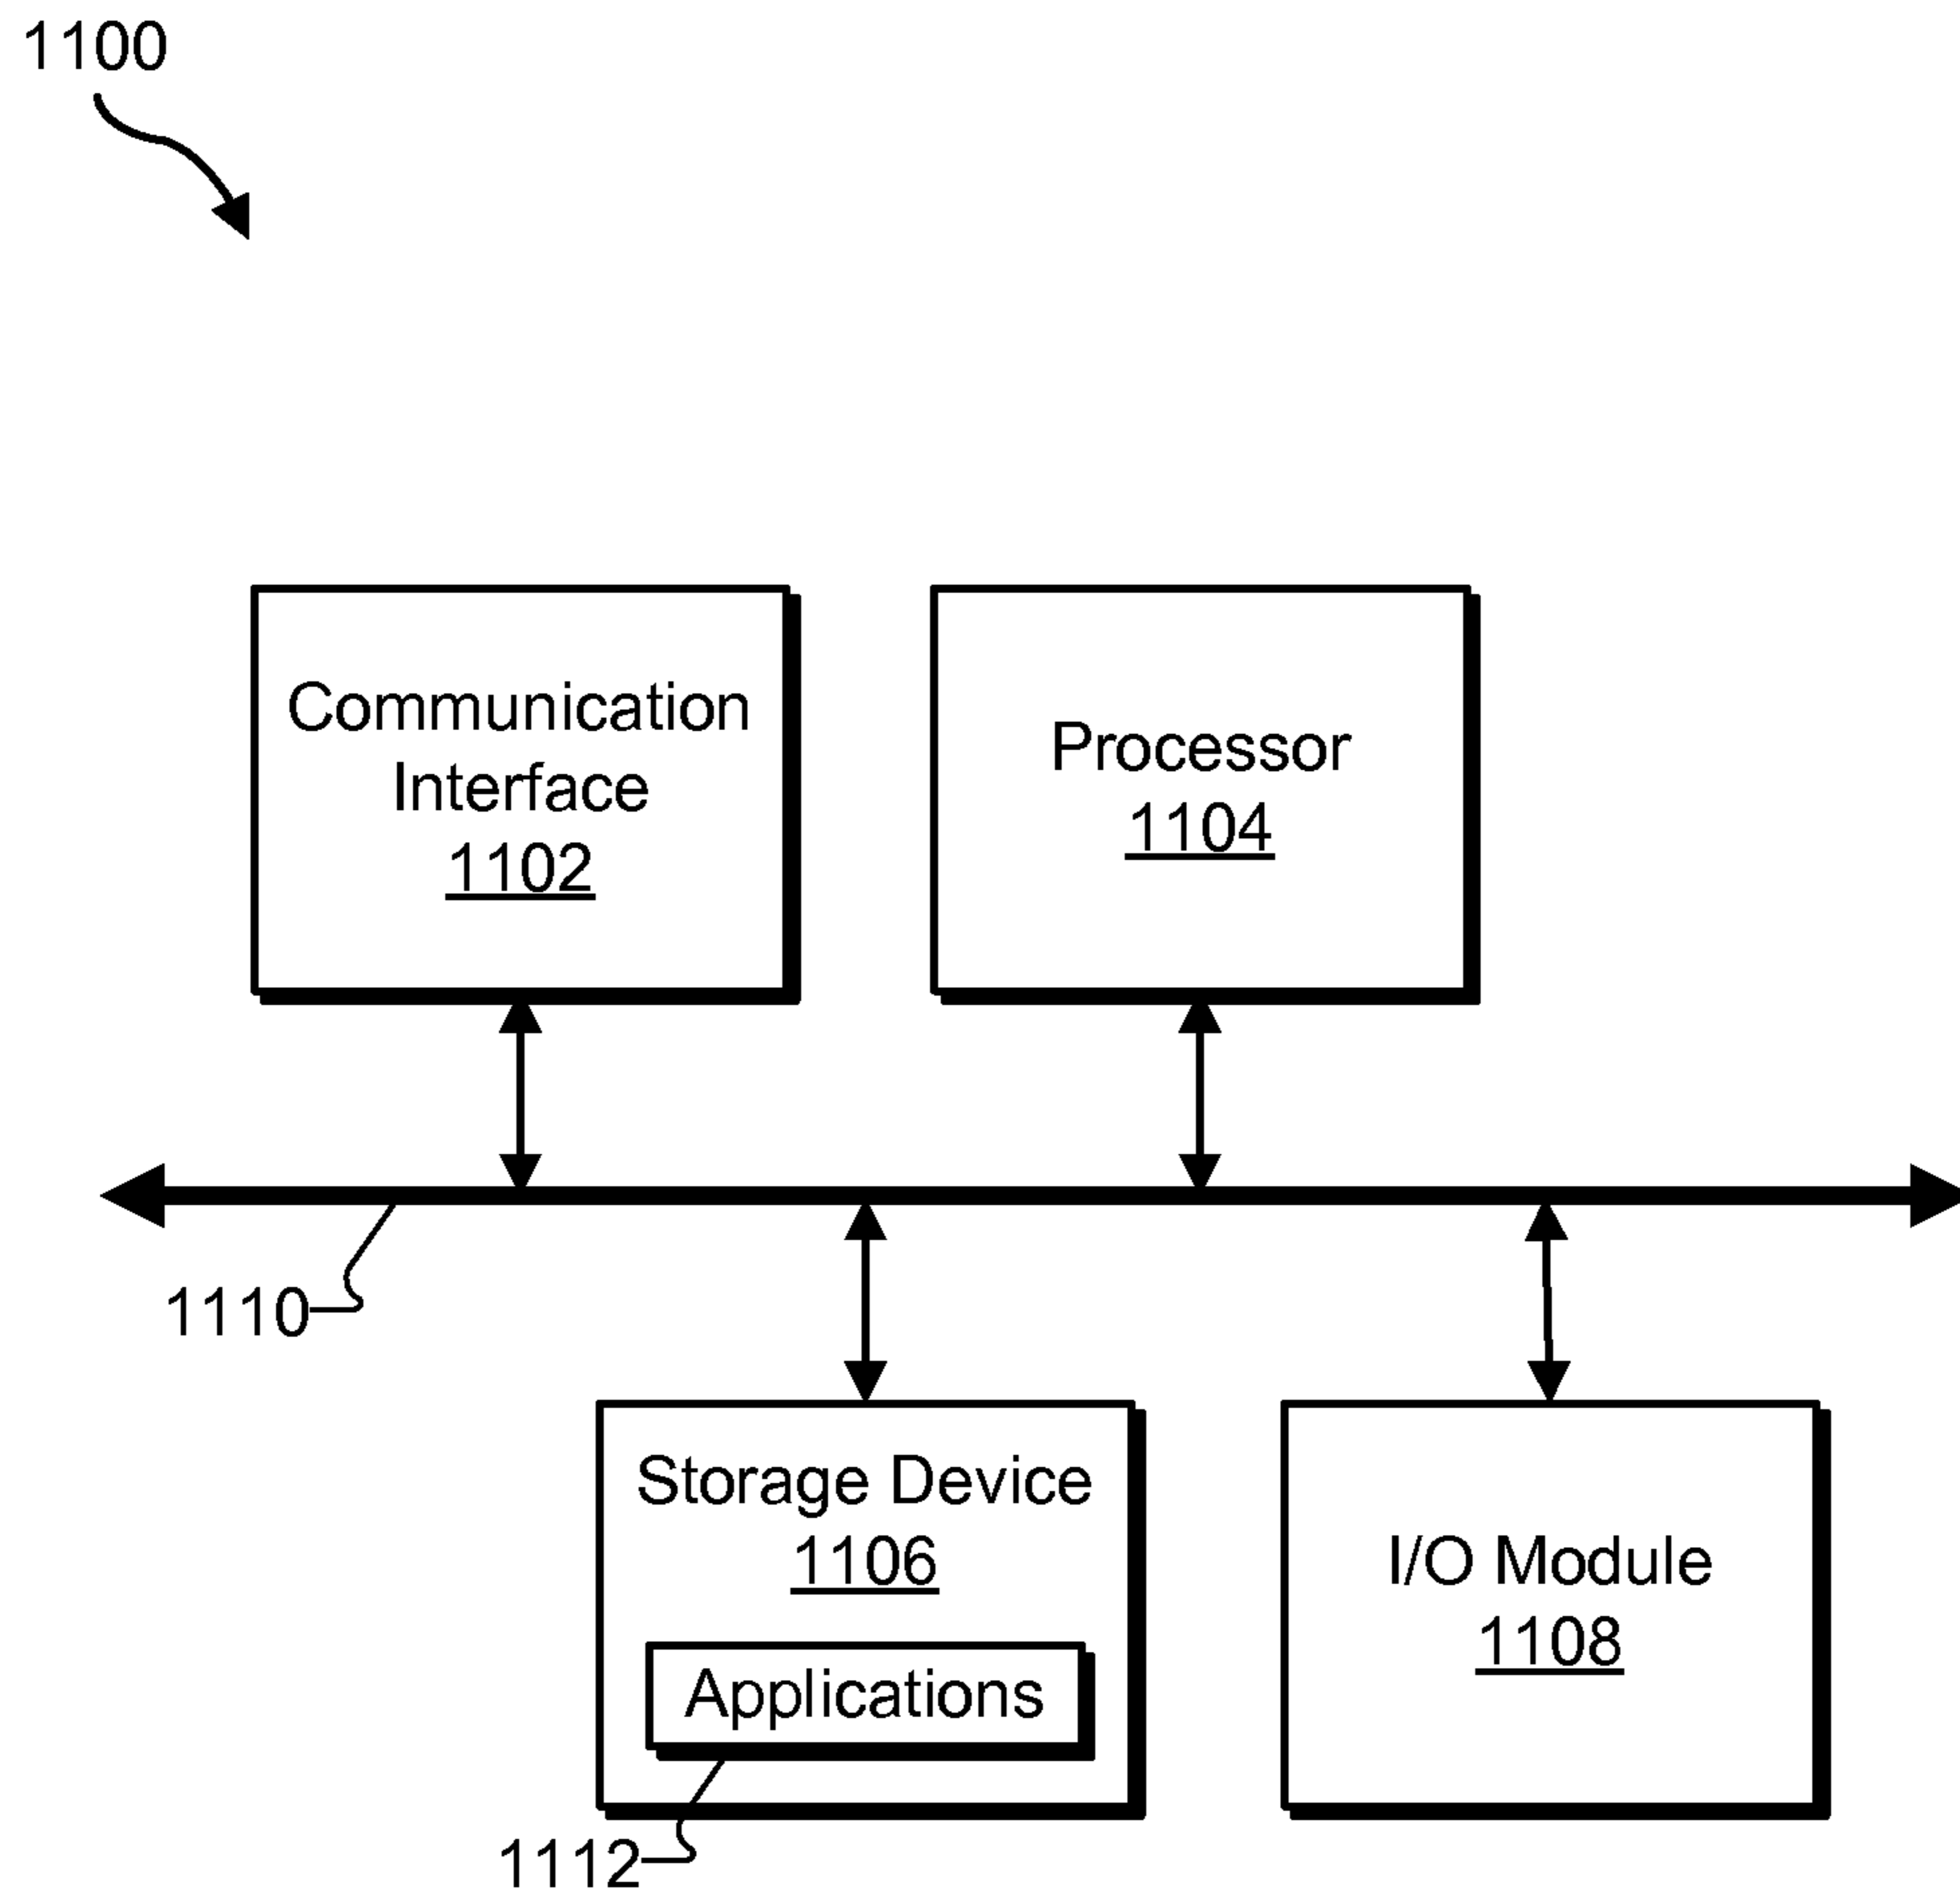 1100
Communication
Interface
1102
Processor
1104
1110
Storage Device
1106
Applications
1112
I/O Module
1108